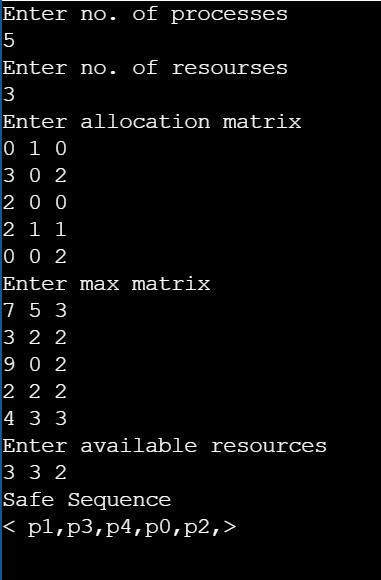 Enter no. of processes
5
Enter no. of resourses
3
Enter allocation matrix
0 1 0
3 0 2
2 0 0
2 1 1
0 0 2
Enter max matrix
7 5 3
3 2 2
9 0 2
2 2 2
4 3 3
Enter available resources
3 3 2
Safe Sequence
< p1,p3,p4,p0,p2,>